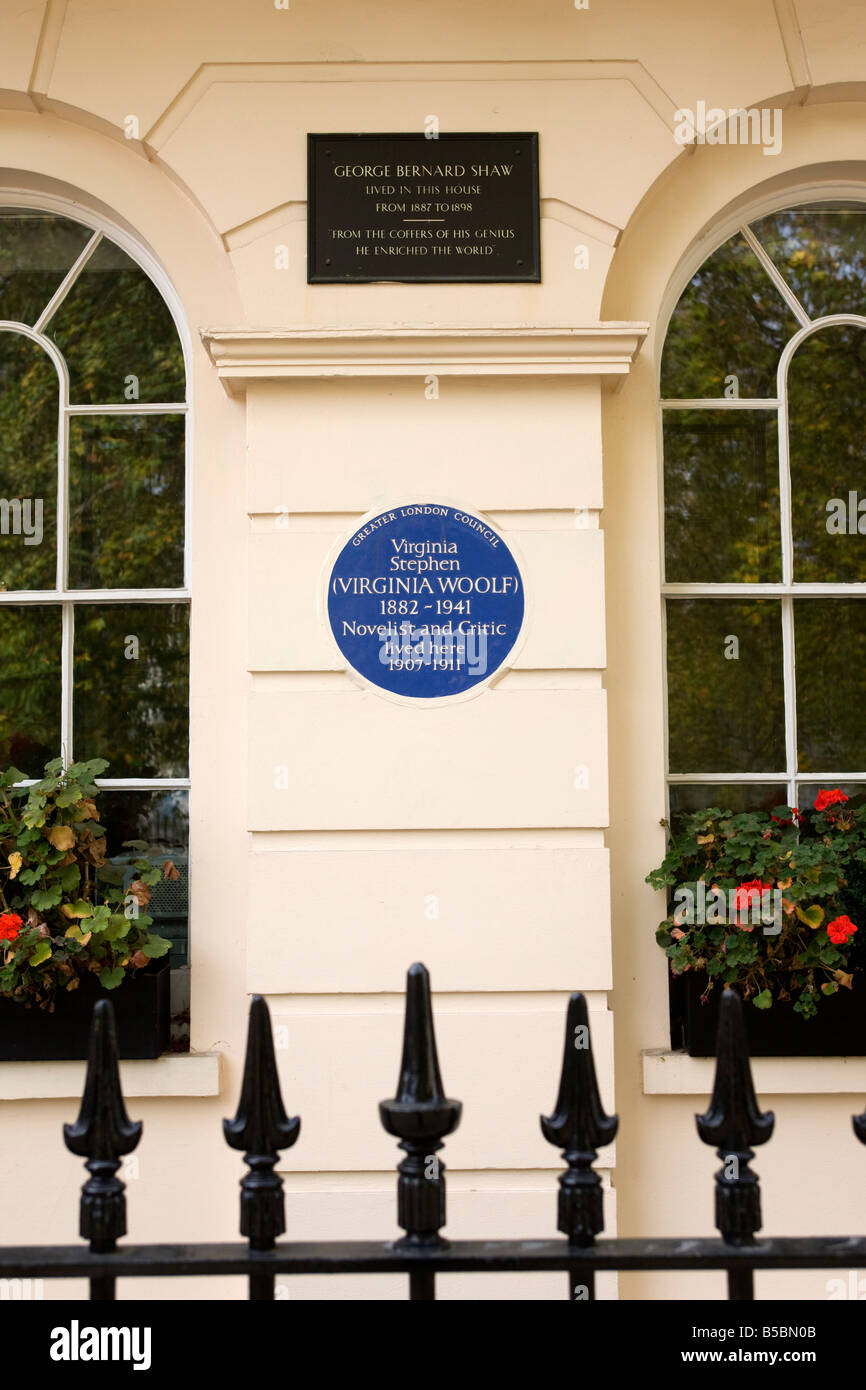 GEORGE BERNARD SHAW
LIVED IN THIS HOUSE
FROM 1887 TO 1898
"FROM THE COFFERS OF HIS GENIUS
HE ENRICHED THE WORLD"
GREATER LONDON COUNCIL
Virginia
Stephen
(VIRGINIA WOOLF)
1882-1941
Novelist and Critic
lived here
1907-1911
alamy
alamy
Image ID: B5BN0B
www.alamy.com